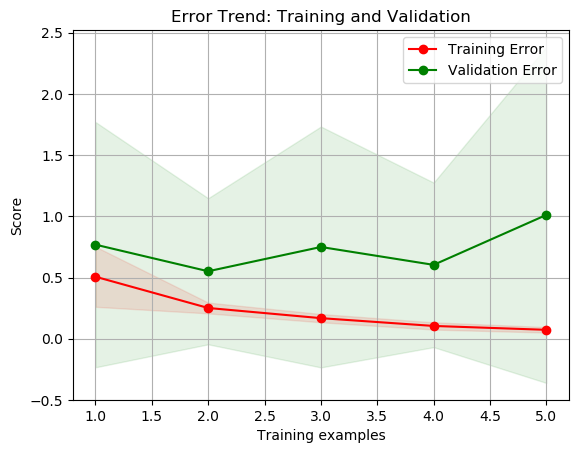 Error Trend: Training and Validation
Training Error
Validation Error
2.5
2.0
1.5
1.0
0.5
0.0
−0.5
Score
1.0 1.5 2.0 2.5 3.0 3.5 4.0 4.5 5.0
Training examples